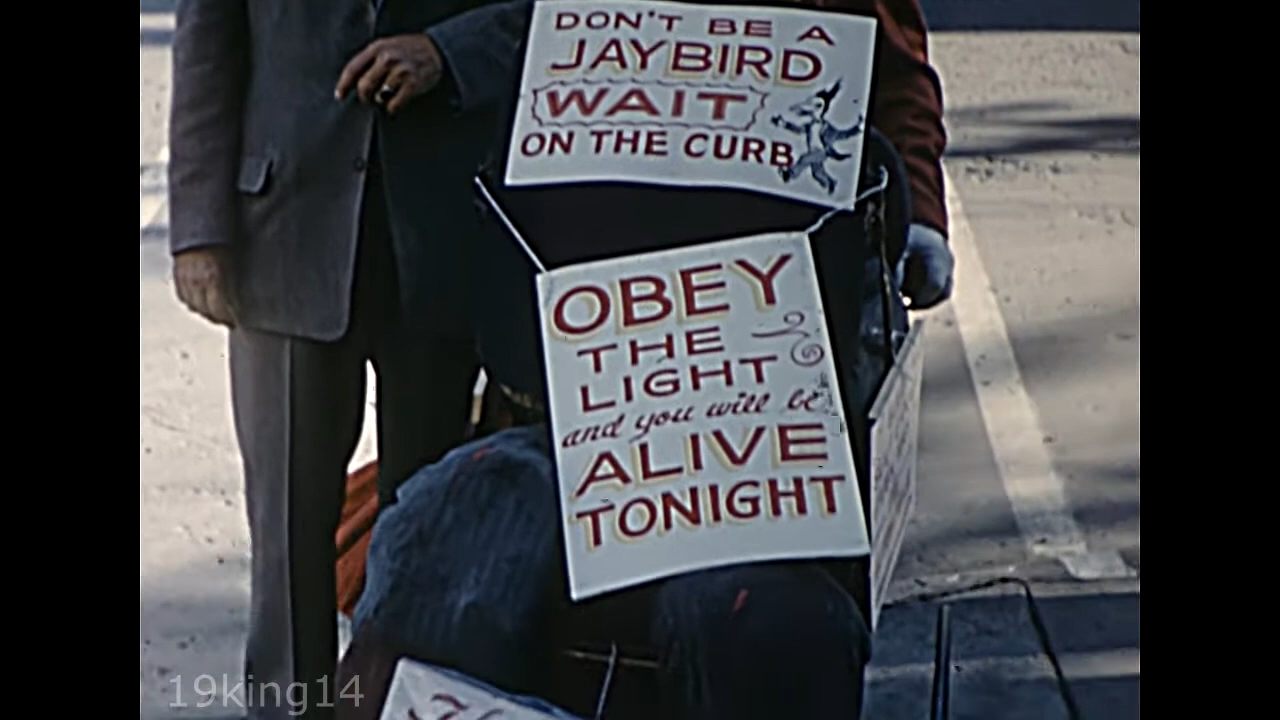 DON'T BE A
JAYBIRD
WAIT
ON THE CURB
OBEY
THE
LIGHT
and you will be
ALIVE
TONIGHT
19king14